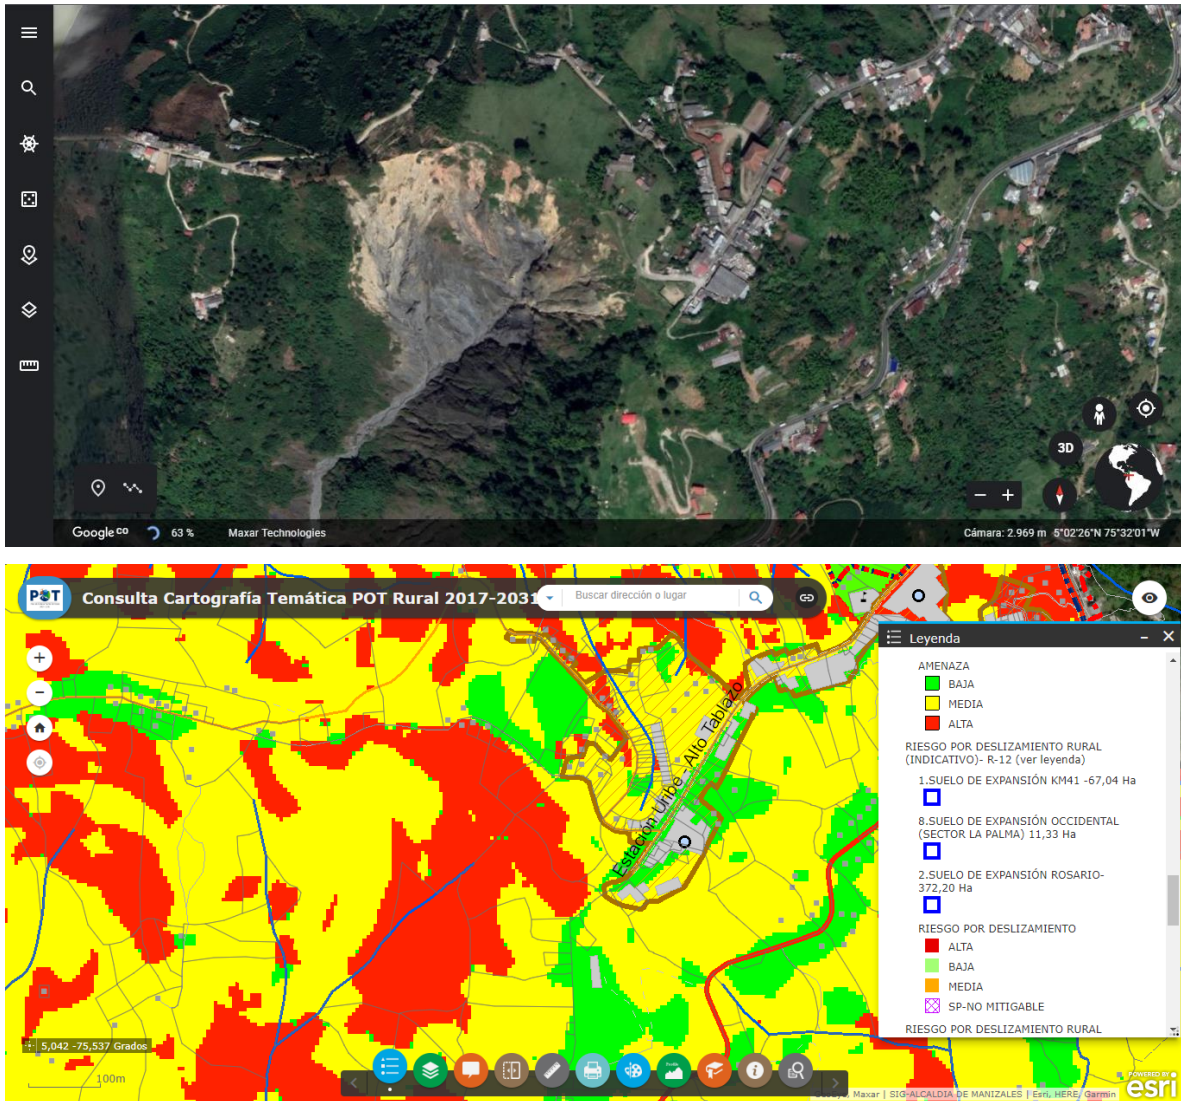 3D
Google co
63 %
Maxar Technologies
Cámara: 2.969 m 5°02'26"N 75°32'01"W
POT
Consulta Cartografía Temática POT Rural 2017-2031
Buscar dirección o lugar
Leyenda
AMENAZA
BAJA
MEDIA
ALTA
RIESGO POR DESLIZAMIENTO RURAL
(INDICATIVO)- R-12 (ver leyenda)
1.SUELO DE EXPANSIÓN KM41 -67,04 Ha
8.SUELO DE EXPANSIÓN OCCIDENTAL
(SECTOR LA PALMA) 11,33 Ha
2.SUELO DE EXPANSIÓN ROSARIO-
372,20 Ha
RIESGO POR DESLIZAMIENTO
ALTA
BAJA
MEDIA
SP-NO MITIGABLE
RIESGO POR DESLIZAMIENTO RURAL
Estación Uribe - Alto Tablazo
5,042 -75,537 Grados
100m
Maxar | SIG-ALCALDIA DE MANIZALES | Esri, HERE, Garmin
POWERED BY
esri